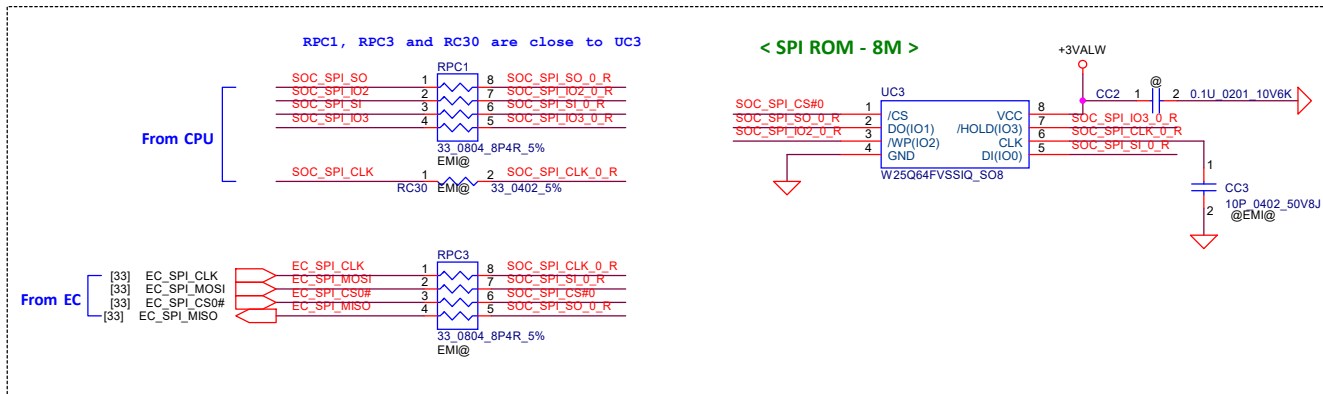 RPC1, RPC3 and RC30 are close to UC3
RPC1
SOC_SPI_SO 1 8 SOC_SPI_SO_0_R
SOC_SPI_IO2 2 7 SOC_SPI_IO2_0_R
SOC_SPI_SI 3 6 SOC_SPI_SI_0_R
SOC_SPI_IO3 4 5 SOC_SPI_IO3_0_R
From CPU
33_0804_8P4R_5%
EMI@
SOC_SPI_CLK 1 2 SOC_SPI_CLK_0_R
RC30 EMI@ 33_0402_5%
RPC3
[33] EC_SPI_CLK EC_SPI_CLK 1 8 SOC_SPI_CLK_0_R
[33] EC_SPI_MOSI EC_SPI_MOSI 2 7 SOC_SPI_SI_0_R
[33] EC_SPI_CS0# EC_SPI_CS0# 3 6 SOC_SPI_CS#0
[33] EC_SPI_MISO EC_SPI_MISO 4 5 SOC_SPI_SO_0_R
From EC
33_0804_8P4R_5%
EMI@
< SPI ROM - 8M >
+3VALW
@
CC2 1 2 0.1U_0201_10V6K
UC3
SOC_SPI_CS#0 1 /CS VCC 8
SOC_SPI_SO_0_R 2 DO(IO1) /HOLD(IO3) 7 SOC_SPI_IO3_0_R
SOC_SPI_IO2_0_R 3 /WP(IO2) CLK 6 SOC_SPI_CLK_0_R
4 GND DI(IO0) 5 SOC_SPI_SI_0_R
W25Q64FVSSIQ_SO8
1
CC3
10P_0402_50V8J
2
@EMI@